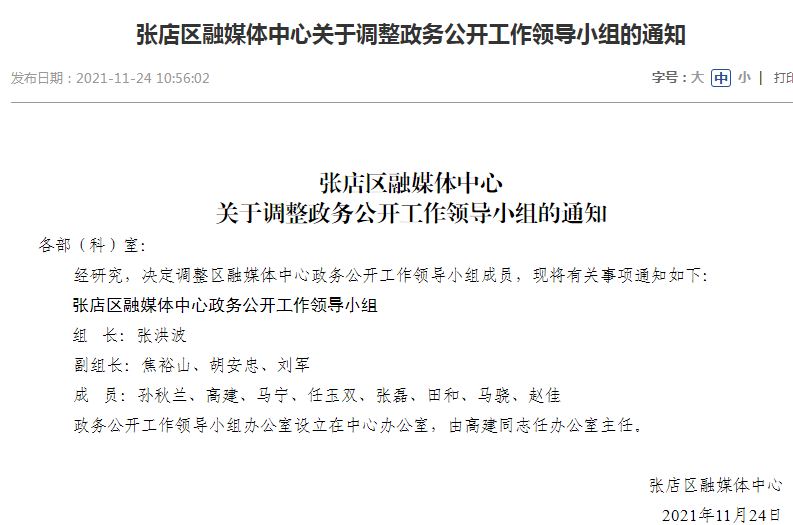 张店区融媒体中心关于调整政务公开工作领导小组的通知
发布日期：2021-11-24 10:56:02 字号：大 中 小 | 打印
张店区融媒体中心
关于调整政务公开工作领导小组的通知
各部（科）室：
经研究，决定调整区融媒体中心政务公开工作领导小组成员，现将有关事项通知如下：
张店区融媒体中心政务公开工作领导小组
组 长：张洪波
副组长：焦裕山、胡安忠、刘军
成 员：孙秋兰、高建、马宁、任玉双、张磊、田和、马骁、赵佳
政务公开工作领导小组办公室设立在中心办公室，由高建同志任办公室主任。
张店区融媒体中心
2021年11月24日